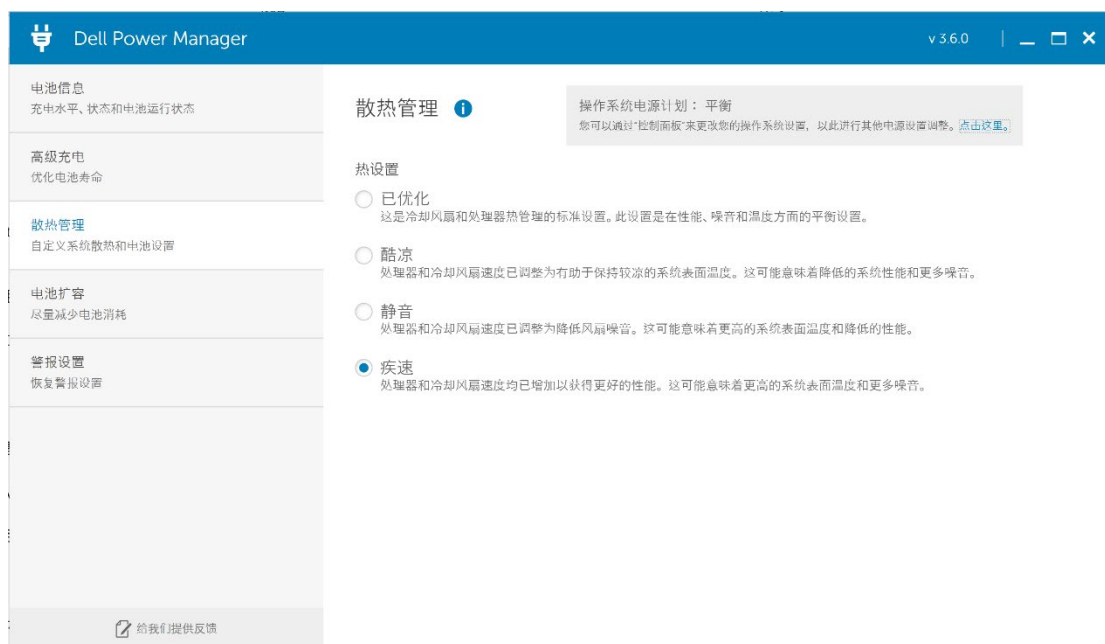 Dell Power Manager
v 3.6.0
电池信息
充电水平、状态和电池运行状态
高级充电
优化电池寿命
散热管理
自定义系统散热和电池设置
电池扩容
尽量减少电池消耗
警报设置
恢复警报设置
给我们提供反馈
散热管理
操作系统电源计划： 平衡
您可以通过“控制面板”来更改您的操作系统设置，以此进行其他电源设置调整。点击这里。
热设置
已优化
这是冷却风扇和处理器热管理的标准设置。此设置是在性能、噪音和温度方面的平衡设置。
酷凉
处理器和冷却风扇速度已调整为有助于保持较凉的系统表面温度。这可能意味着降低的系统性能和更多噪音。
静音
处理器和冷却风扇速度已调整为降低风扇噪音。这可能意味着更高的系统表面温度和降低的性能。
疾速
处理器和冷却风扇速度均已增加以获得更好的性能。这可能意味着更高的系统表面温度和更多噪音。